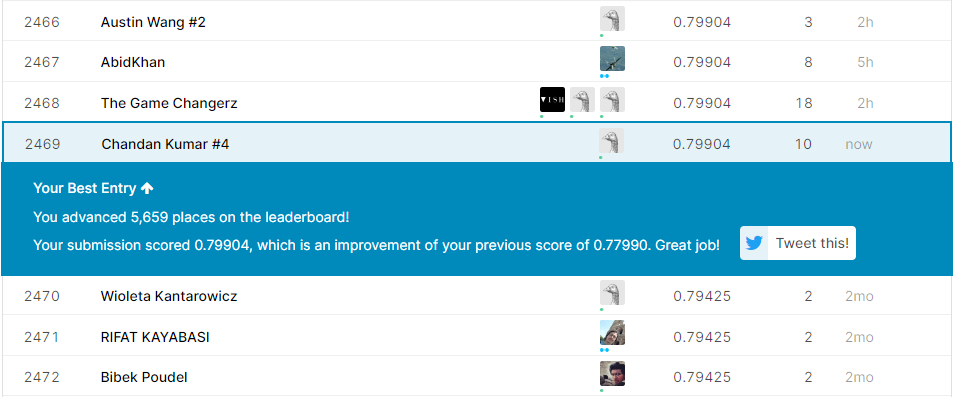 2466 Austin Wang #2 0.79904 3 2h
2467 AbidKhan 0.79904 8 5h
2468 The Game Changerz VISH 0.79904 18 2h
2469 Chandan Kumar #4 0.79904 10 now
Your Best Entry
You advanced 5,659 places on the leaderboard!
Your submission scored 0.79904, which is an improvement of your previous score of 0.77990. Great job! Tweet this!
2470 Wioleta Kantarowicz 0.79425 2 2mo
2471 RIFAT KAYABASI 0.79425 2 2mo
2472 Bibek Poudel 0.79425 2 2mo